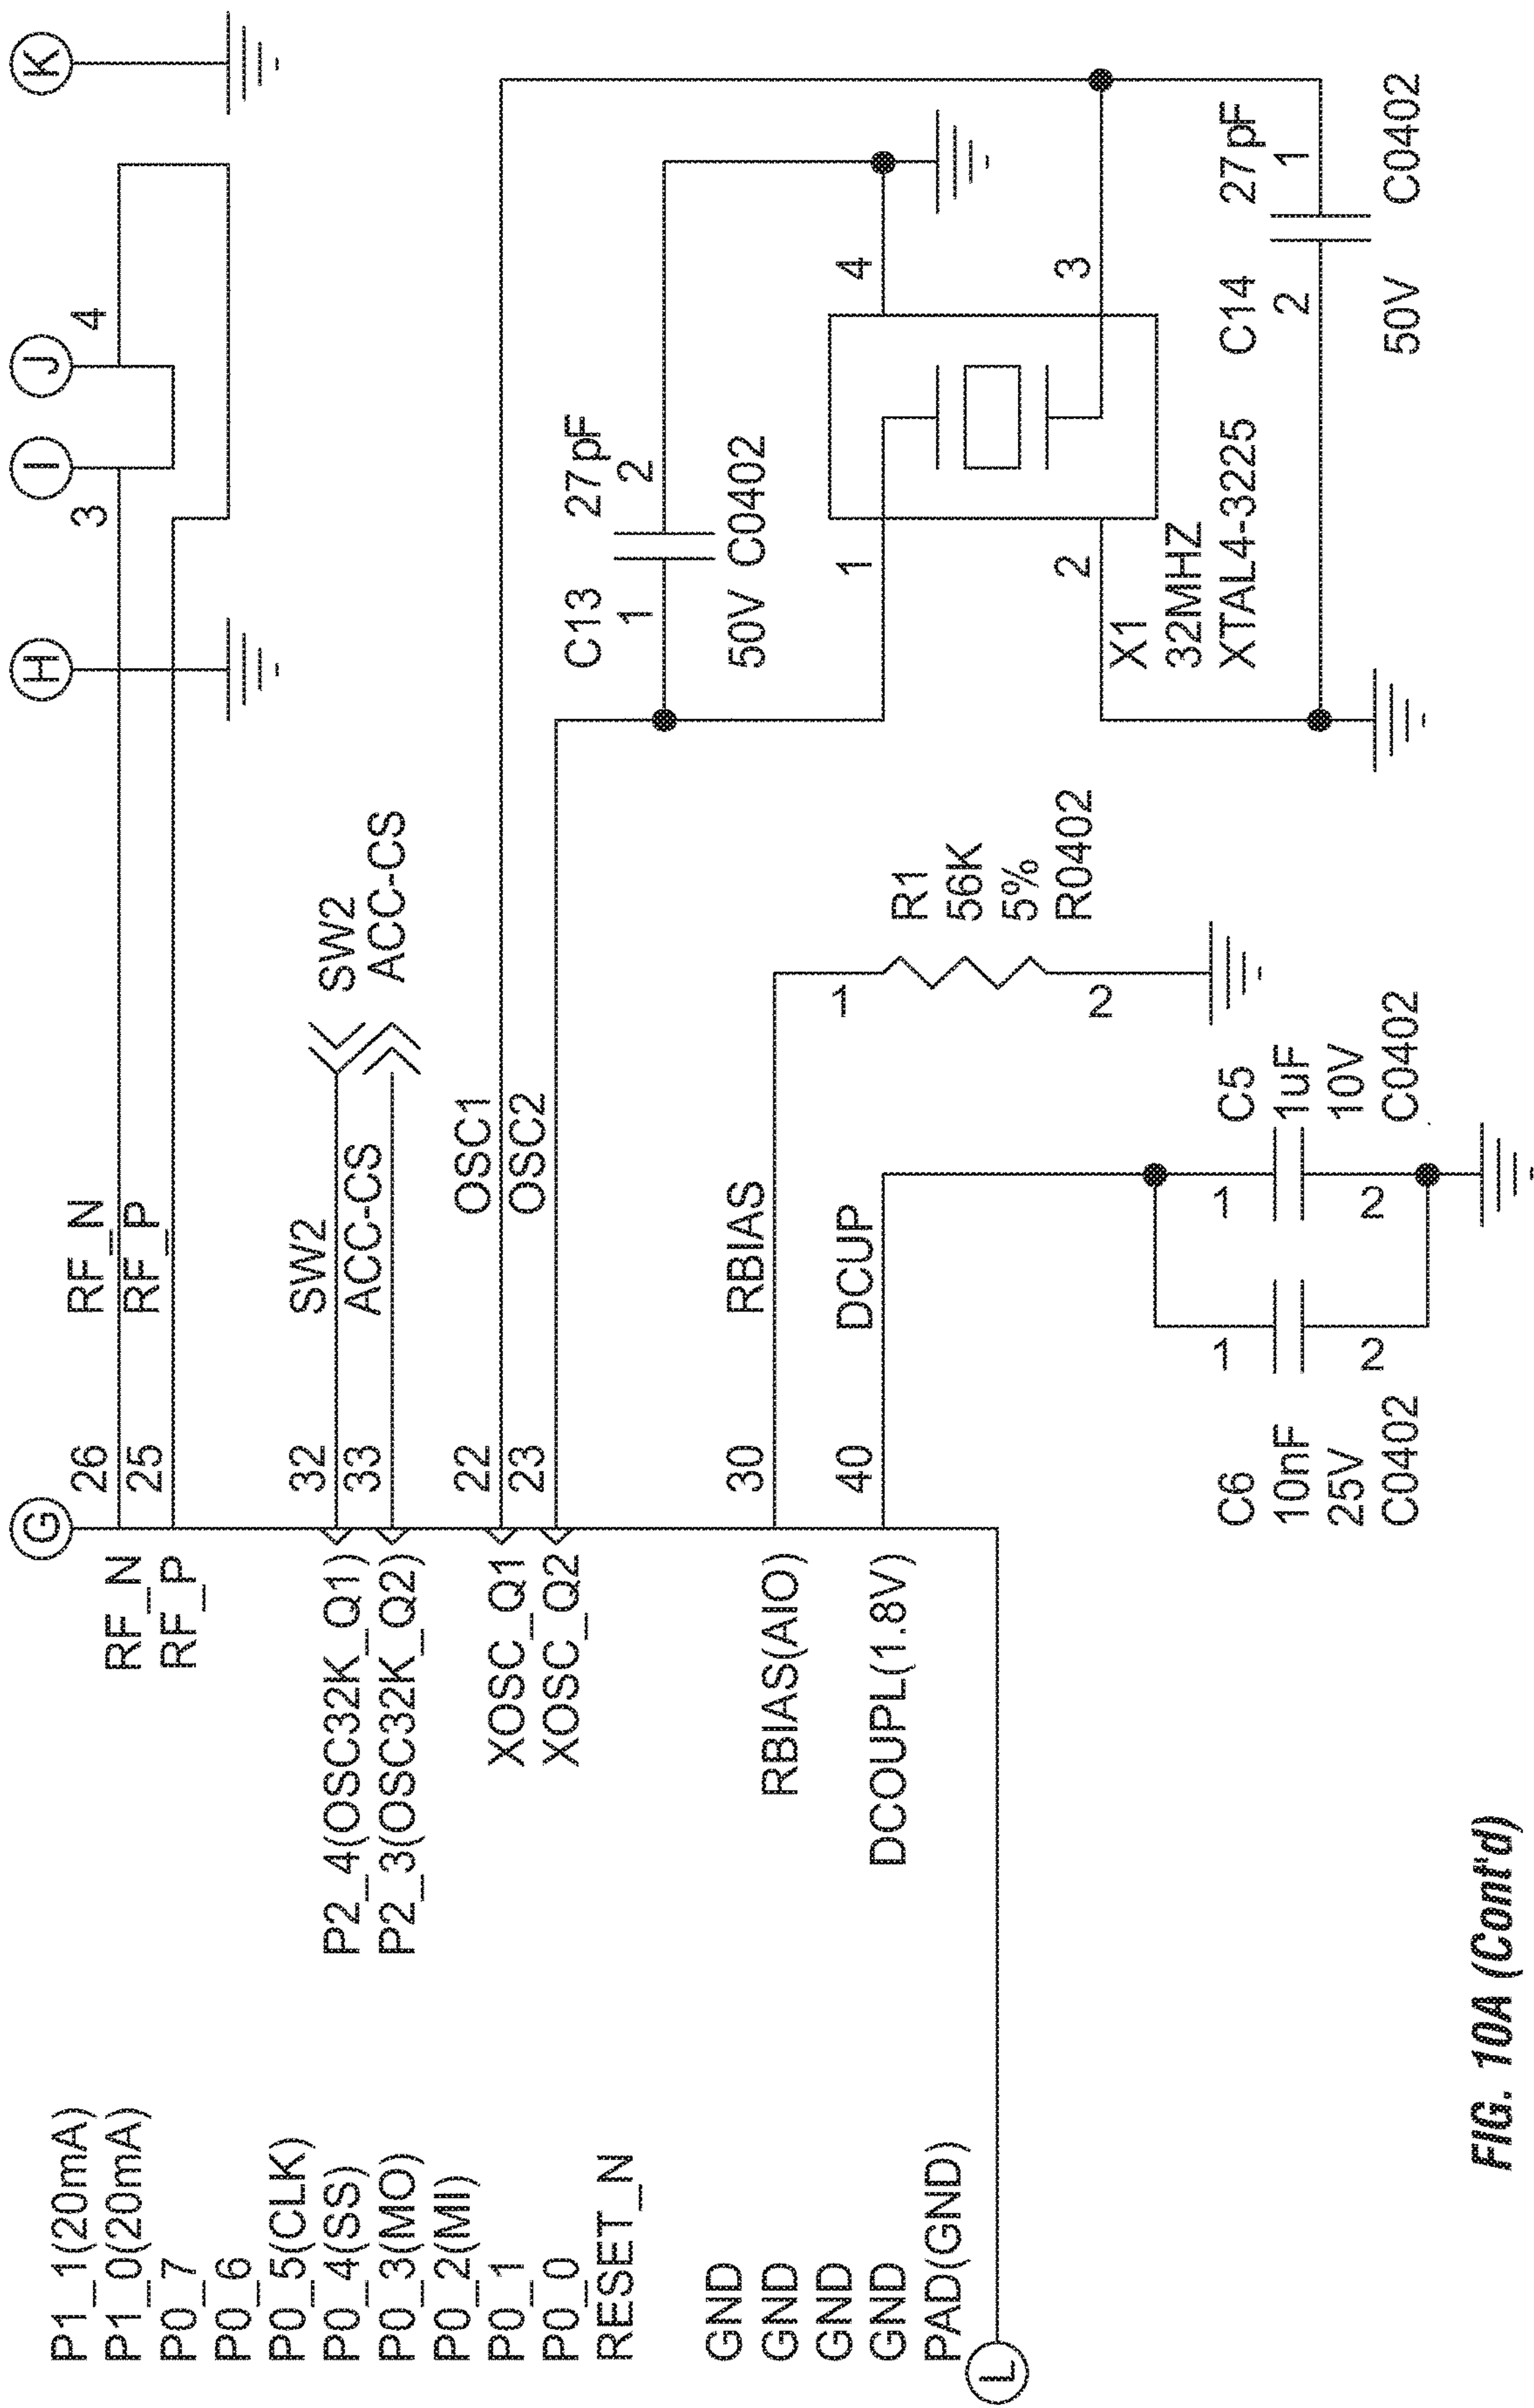 G
H
I
J
K
P1_1(20mA)
P1_0(20mA)
P0_7
P0_6
P0_5(CLK)
P0_4(SS)
P0_3(MO)
P0_2(MI)
P0_1
P0_0
RESET_N
GND
GND
GND
GND
PAD(GND)
L
RF_N
RF_P
P2_4(OSC32K_Q1)
P2_3(OSC32K_Q2)
XOSC_Q1
XOSC_Q2
RBIAS(AIO)
DCOUPL(1.8V)
26 RF_N 3 4
25 RF_P
32 SW2 SW2
33 ACC-CS ACC-CS
22 OSC1
23 OSC2
30 RBIAS
40 DCUP
C13 27pF
1 2
50V C0402
1 4
2 3
X1
32MHZ
XTAL4-3225
C14 27pF
2 1
50V C0402
1 R1
56K
5%
2 R0402
1 1 C5
C6 1uF
10nF 10V
25V 2 2
C0402 C0402
FIG. 10A (Cont'd)